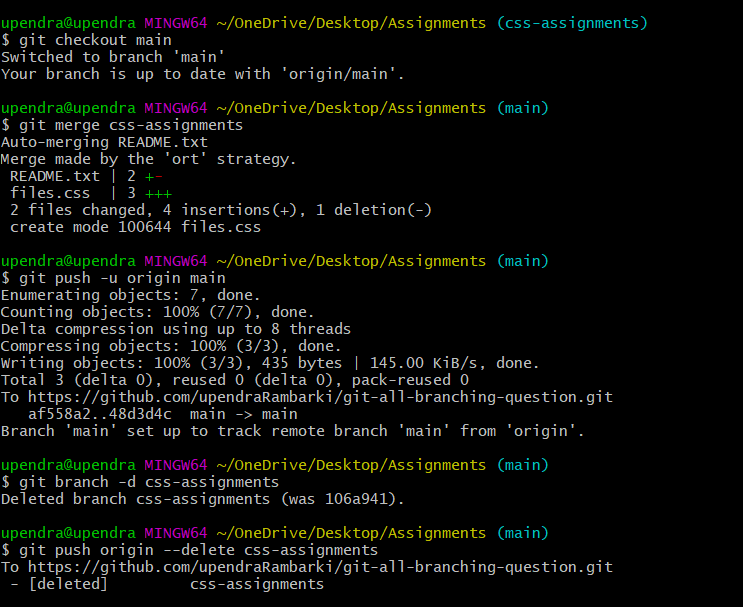 upendra@upendra MINGW64 ~/OneDrive/Desktop/Assignments (css-assignments)
$ git checkout main
Switched to branch 'main'
Your branch is up to date with 'origin/main'.
upendra@upendra MINGW64 ~/OneDrive/Desktop/Assignments (main)
$ git merge css-assignments
Auto-merging README.txt
Merge made by the 'ort' strategy.
 README.txt | 2 +-
 files.css  | 3 +++
 2 files changed, 4 insertions(+), 1 deletion(-)
 create mode 100644 files.css
upendra@upendra MINGW64 ~/OneDrive/Desktop/Assignments (main)
$ git push -u origin main
Enumerating objects: 7, done.
Counting objects: 100% (7/7), done.
Delta compression using up to 8 threads
Compressing objects: 100% (3/3), done.
Writing objects: 100% (3/3), 435 bytes | 145.00 KiB/s, done.
Total 3 (delta 0), reused 0 (delta 0), pack-reused 0
To https://github.com/upendraRambarki/git-all-branching-question.git
   af558a2..48d3d4c  main -> main
Branch 'main' set up to track remote branch 'main' from 'origin'.
upendra@upendra MINGW64 ~/OneDrive/Desktop/Assignments (main)
$ git branch -d css-assignments
Deleted branch css-assignments (was 106a941).
upendra@upendra MINGW64 ~/OneDrive/Desktop/Assignments (main)
$ git push origin --delete css-assignments
To https://github.com/upendraRambarki/git-all-branching-question.git
 - [deleted]         css-assignments